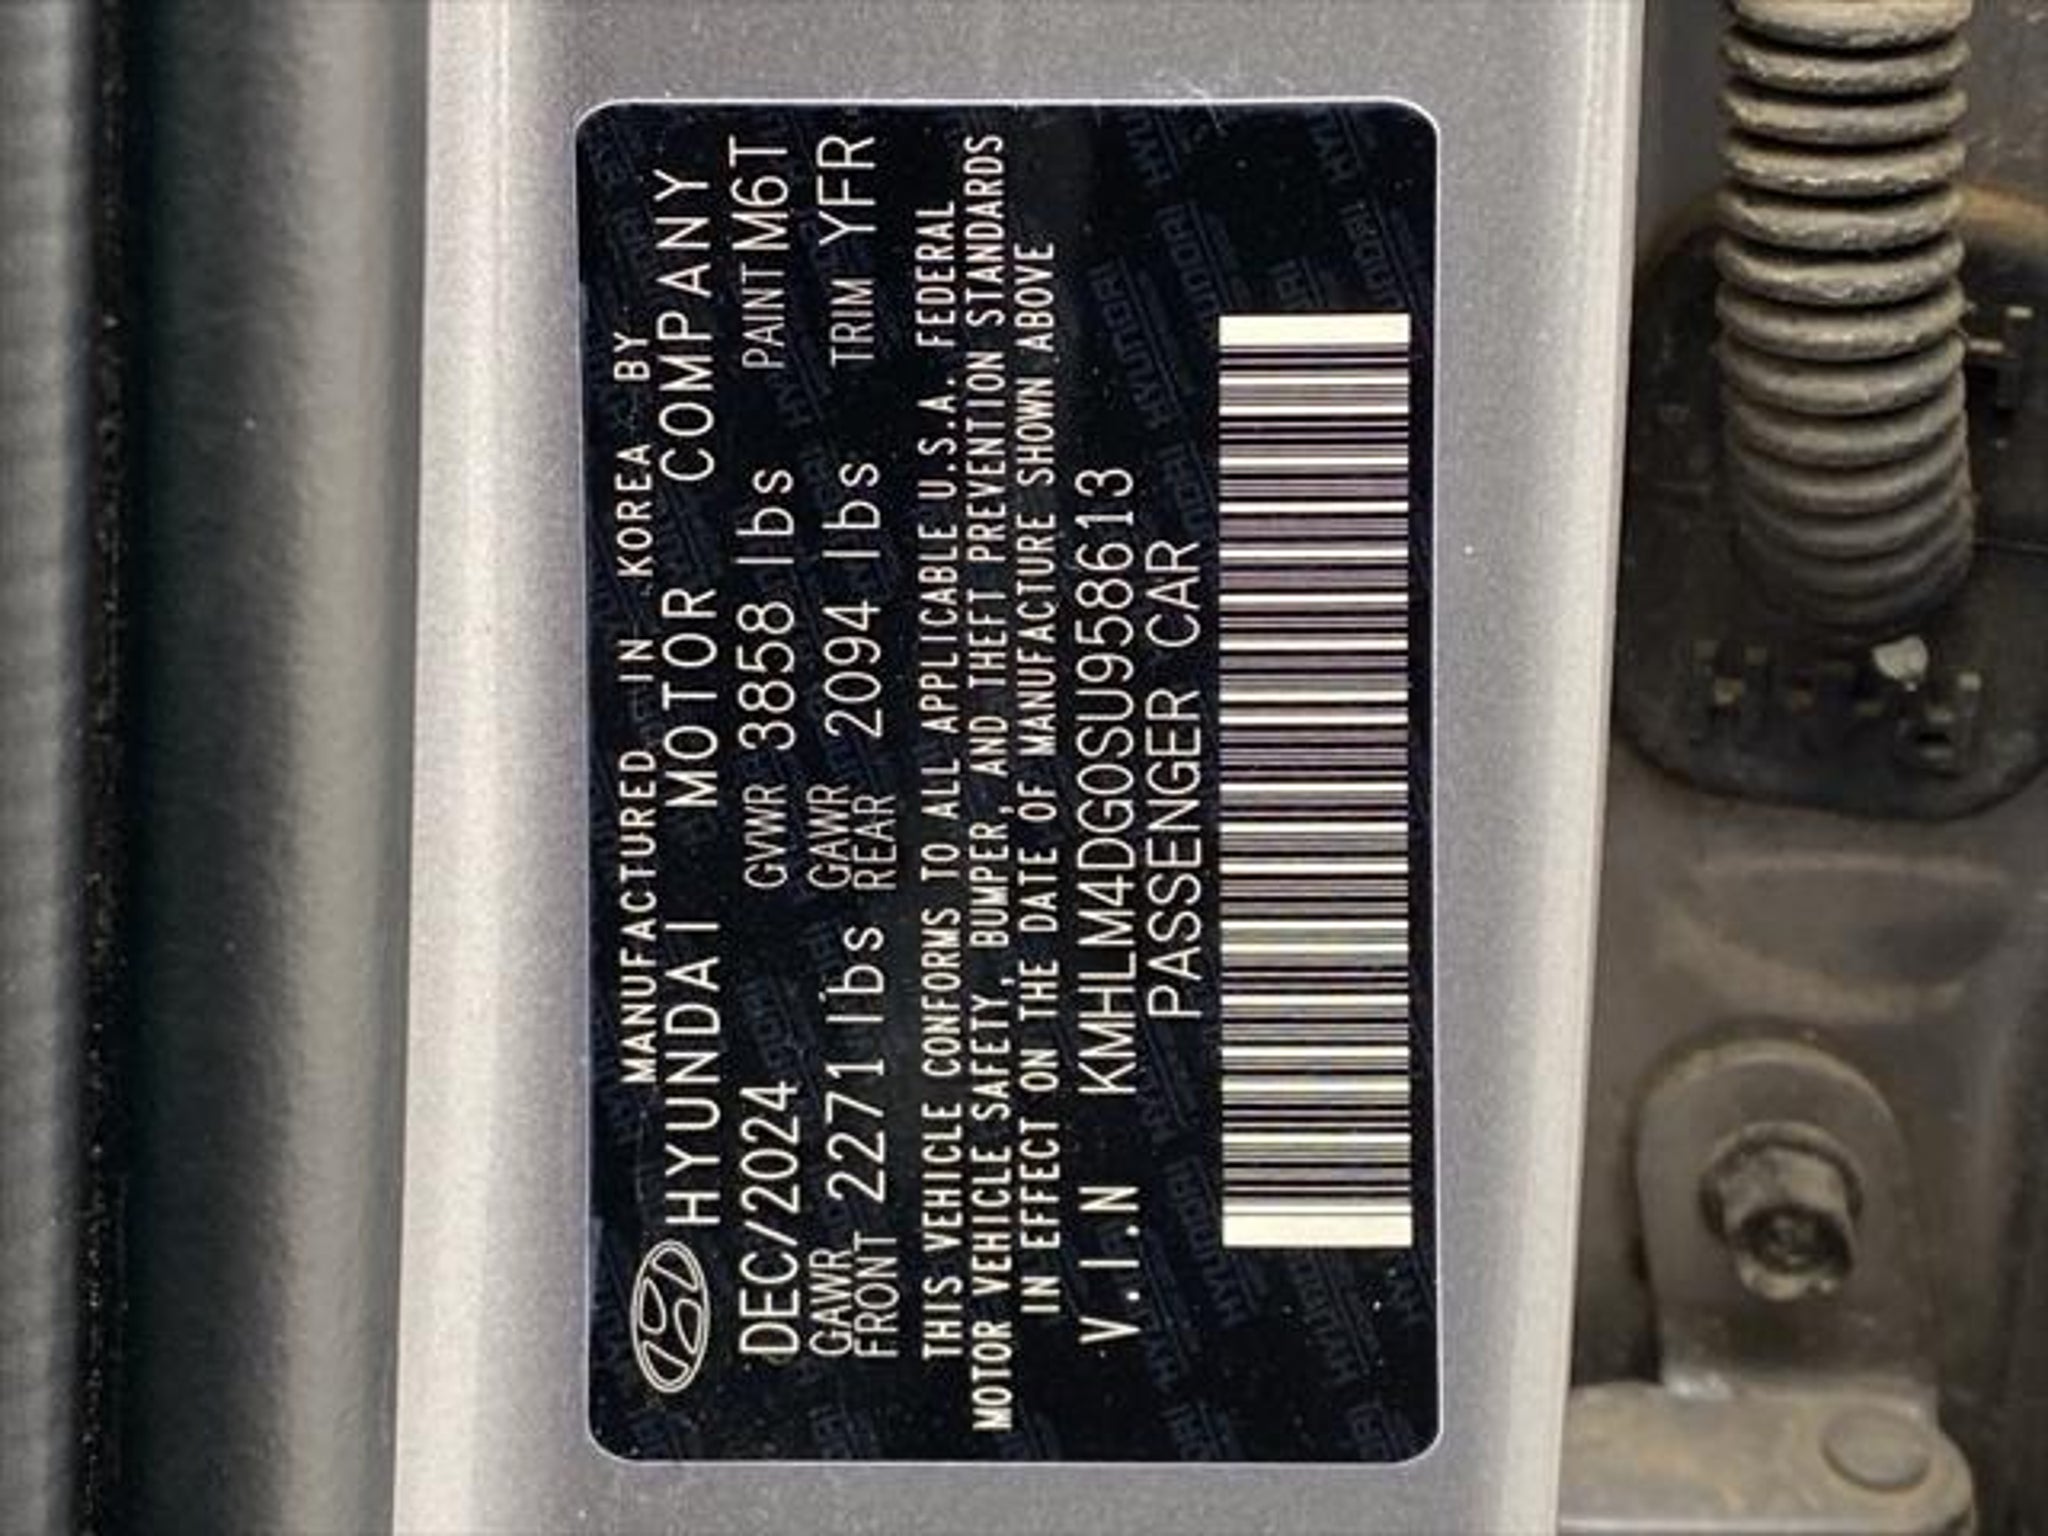 MANUFACTURED IN KOREA BY
HYUNDAI MOTOR COMPANY
DEC/2024 GVWR 3858 lbs PAINT M6T
GAWR FRONT 2271 lbs GAWR REAR 2094 lbs TRIM YFR
THIS VEHICLE CONFORMS TO ALL APPLICABLE U.S.A. FEDERAL
MOTOR VEHICLE SAFETY, BUMPER, AND THEFT PREVENTION STANDARDS
IN EFFECT ON THE DATE OF MANUFACTURE SHOWN ABOVE
V.I.N KMHLM4DG0SU958613
PASSENGER CAR